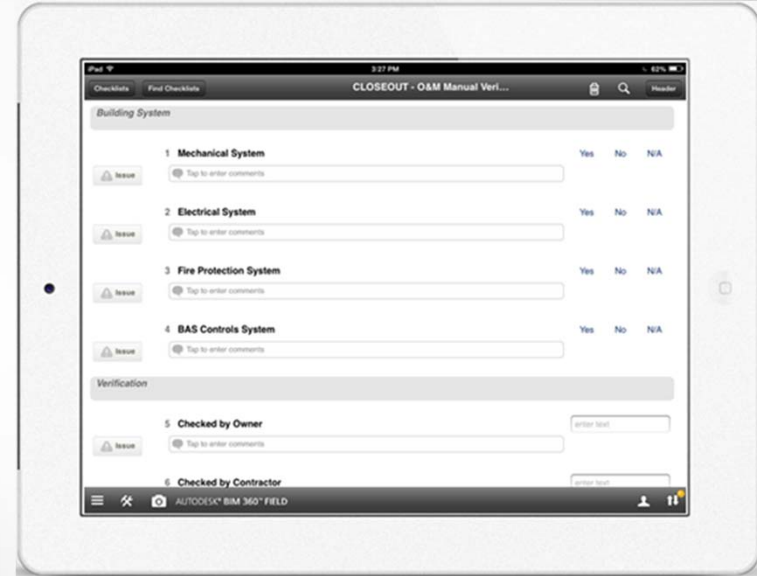 iPad 3:27 PM 62%
Checklists Find Checklists CLOSEOUT - O&M Manual Veri... Header
Building System
1 Mechanical System Yes No N/A
Issue Tap to enter comments
2 Electrical System Yes No N/A
Issue Tap to enter comments
3 Fire Protection System Yes No N/A
Issue Tap to enter comments
4 BAS Controls System Yes No N/A
Issue Tap to enter comments
Verification
5 Checked by Owner enter text
Issue Tap to enter comments
6 Checked by Contractor enter text
AUTODESK® BIM 360™ FIELD